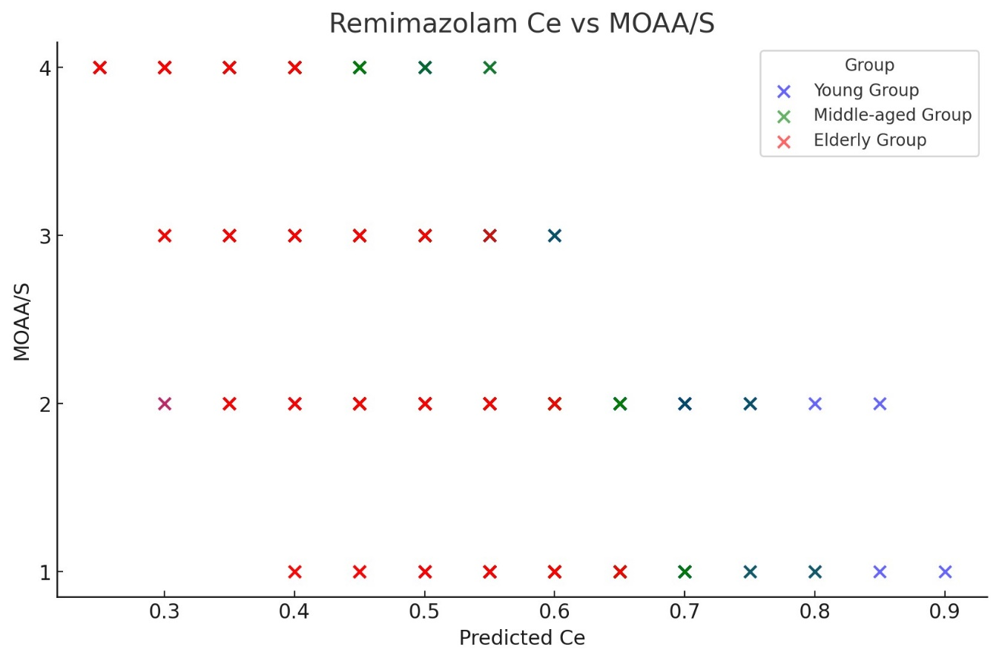 Remimazolam Ce vs MOAA/S
Group
Young Group
Middle-aged Group
Elderly Group
4
3
2
1
MOAA/S
0.3 0.4 0.5 0.6 0.7 0.8 0.9
Predicted Ce